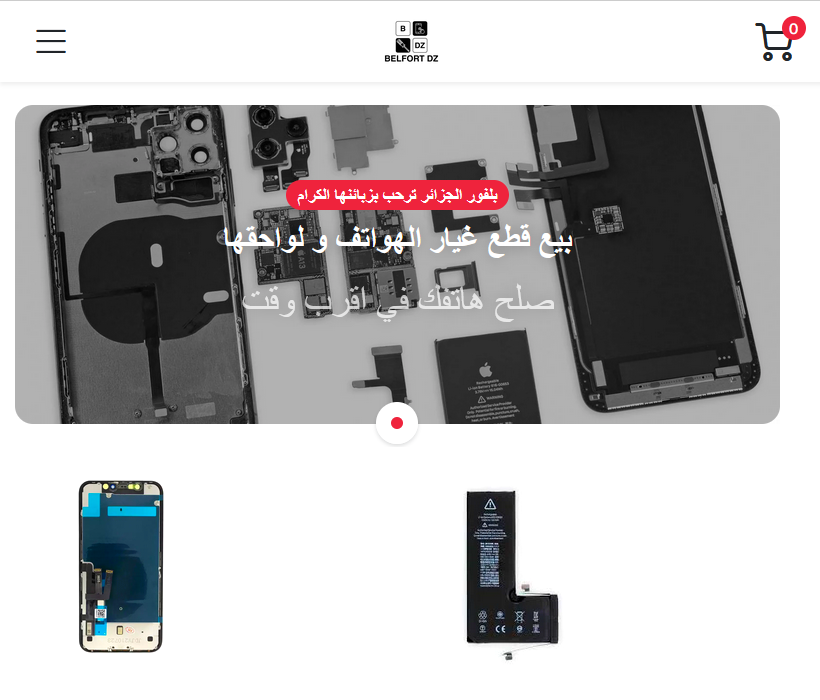 B
DZ
BELFORT DZ
0
بلفور الجزائر ترحب بزبائنها الكرام
بيع قطع غيار الهواتف و لواحقها
صلح هاتفك في اقرب وقت